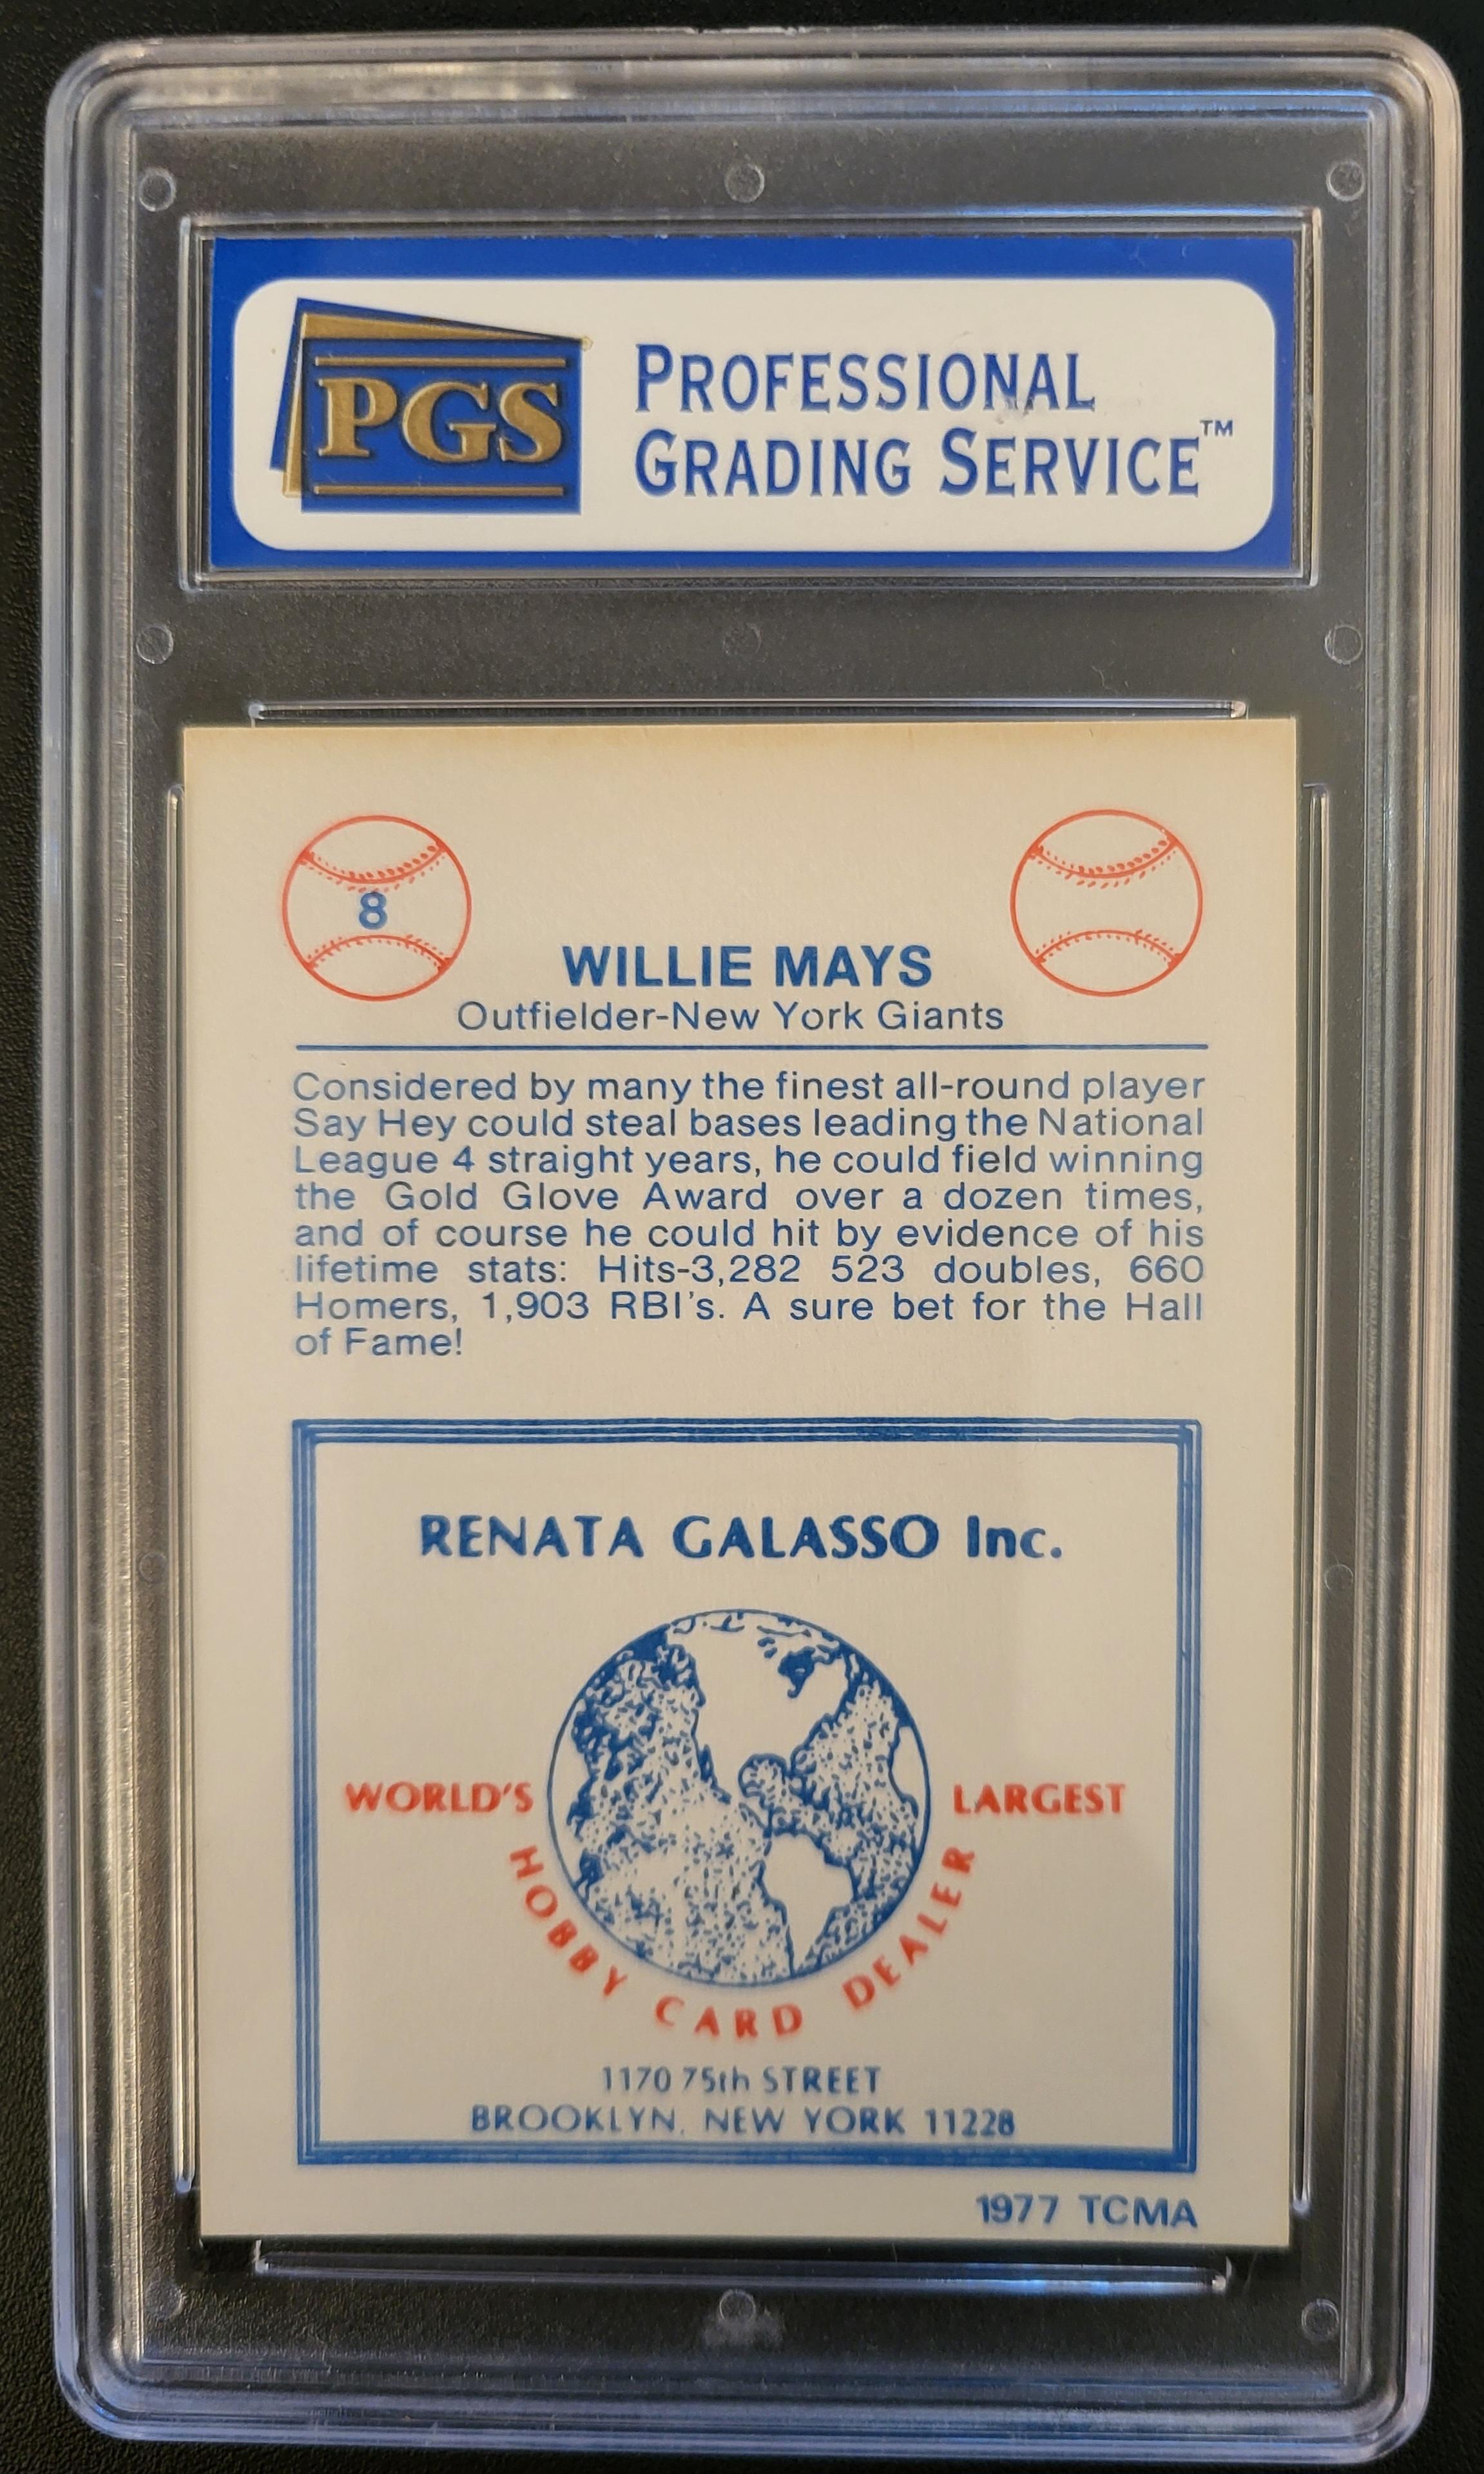 PGS
PROFESSIONAL
GRADING SERVICE™
8
WILLIE MAYS
Outfielder-New York Giants
Considered by many the finest all-round player
Say Hey could steal bases leading the National
League 4 straight years, he could field winning
the Gold Glove Award over a dozen times,
and of course he could hit by evidence of his
lifetime stats: Hits-3,282 523 doubles, 660
Homers, 1,903 RBI's. A sure bet for the Hall
of Fame!
RENATA GALASSO Inc.
WORLD'S LARGEST
HOBBY CARD DEALER
1170 75th STREET
BROOKLYN, NEW YORK 11228
1977 TCMA